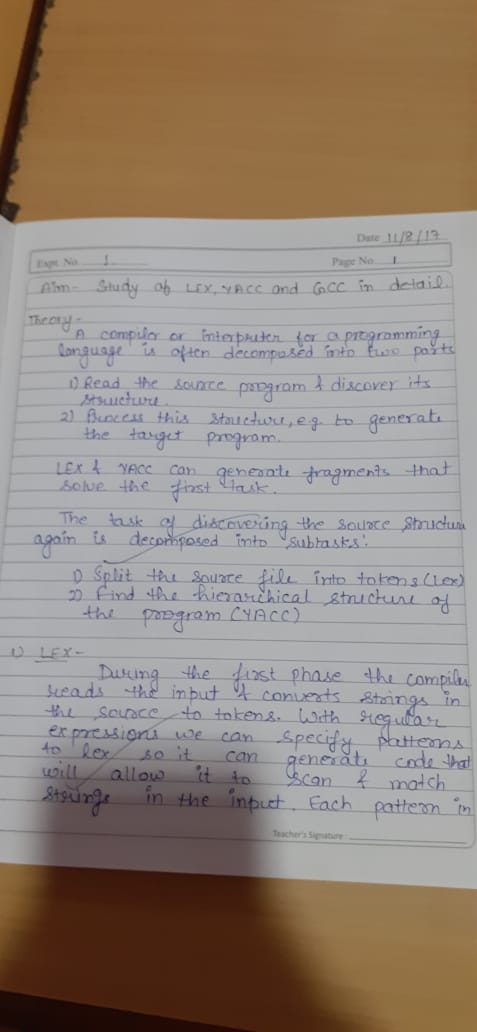 Date 11/8/17
Expt. No. 1
Page No. 1
Aim- Study of LEX, YACC and GCC in detail.
Theory-
A compiler or interpreter for a programming
language is often decomposed into two parts
1) Read the source program & discover its
structure.
2) Process this structure, e.g. to generate
the target program.
LEX & YACC can generate fragments that
solve the first task.
The task of discovering the source structure
again is decomposed into subtasks:
1) Split the source file into tokens (Lex)
2) Find the hierarchical structure of
the program (YACC)
1) LEX-
During the first phase the compiler
reads the input & converts strings in
the source to tokens. With regular
expressions we can specify patterns
to lex so it can generate code that
will allow it to scan & match
strings in the input. Each pattern in
Teacher's Signature :